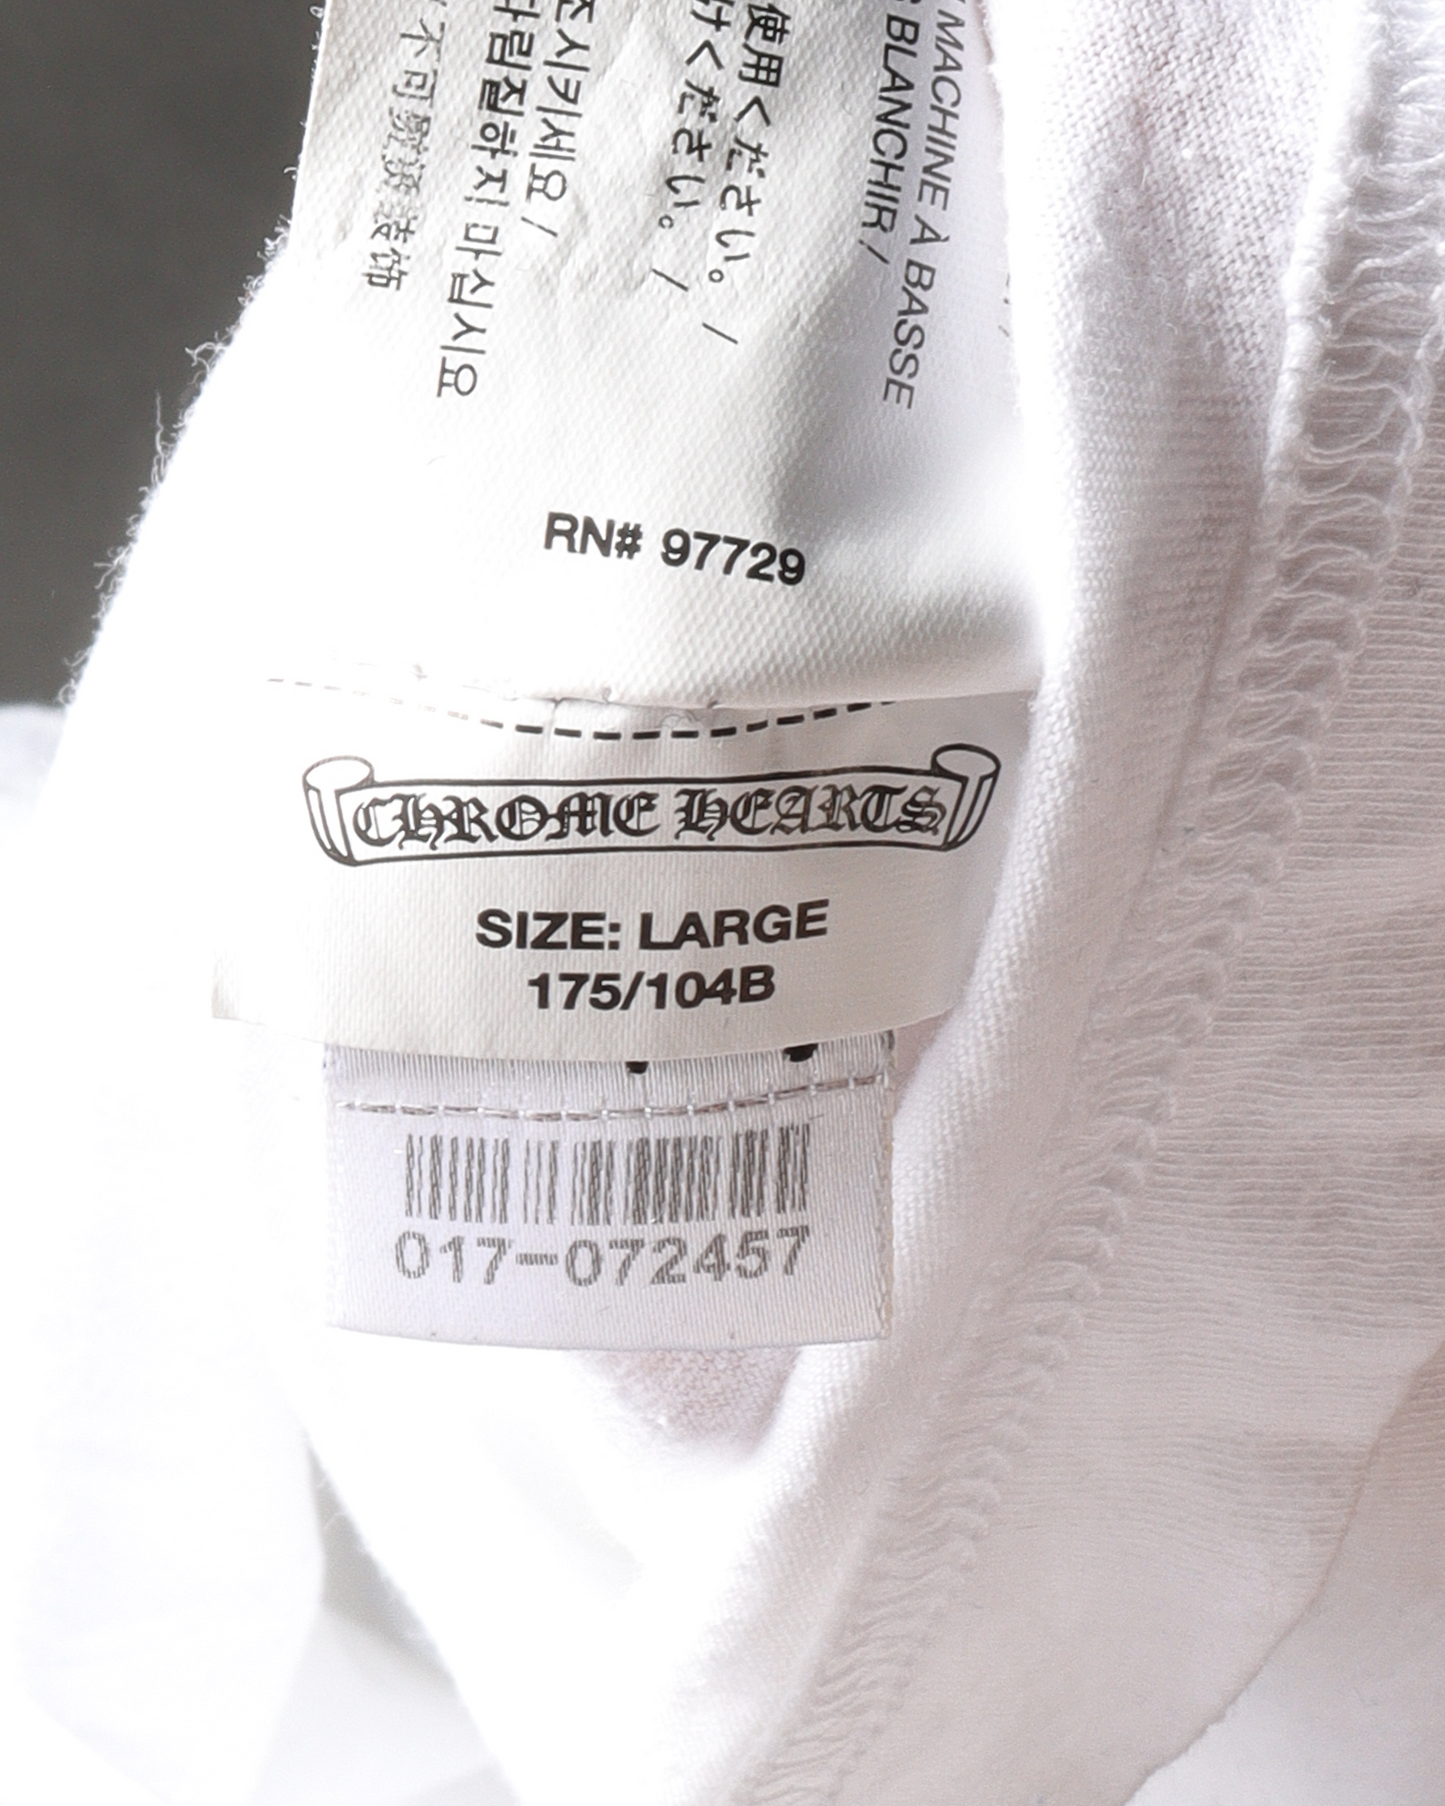 MACHINE À BASSE
BLANCHIR /
使用ください。 /
けください。 /
조시키세요 /
다림질하지 마십시오
不可
装饰
RN# 97729
CHROME HEARTS
SIZE: LARGE
175/104B
017-072457